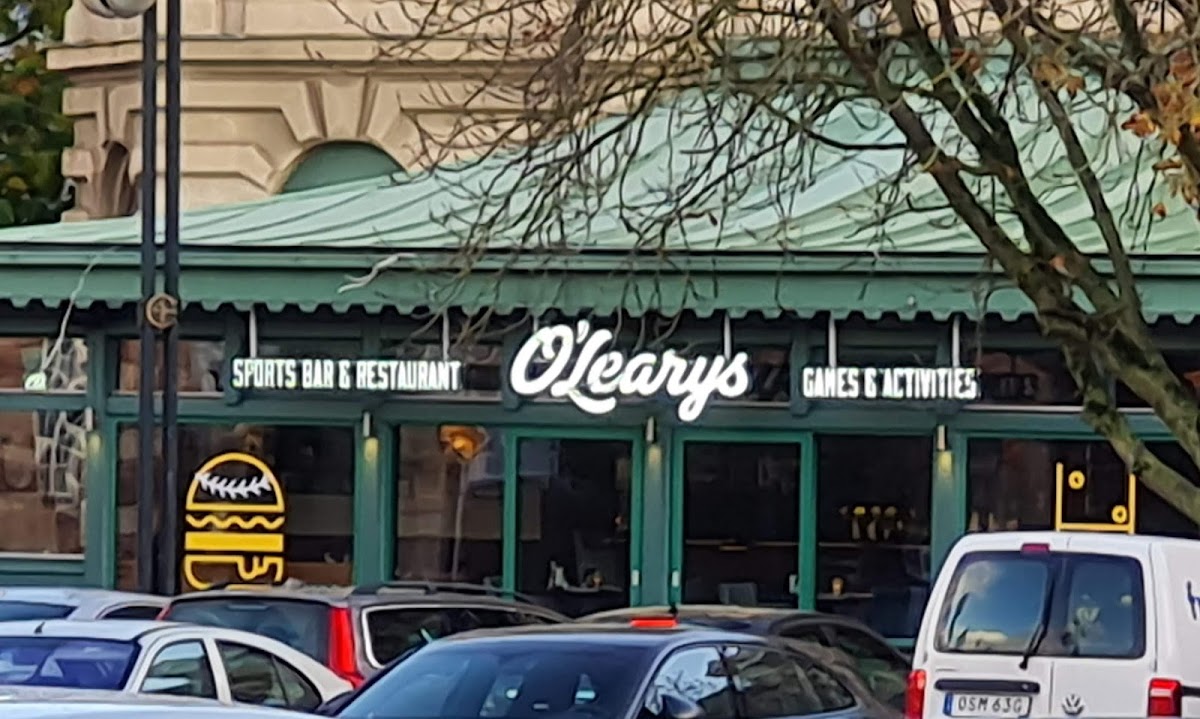 SPORTS BAR & RESTAURANT
O'Learys
GAMES & ACTIVITIES
OSM 63G